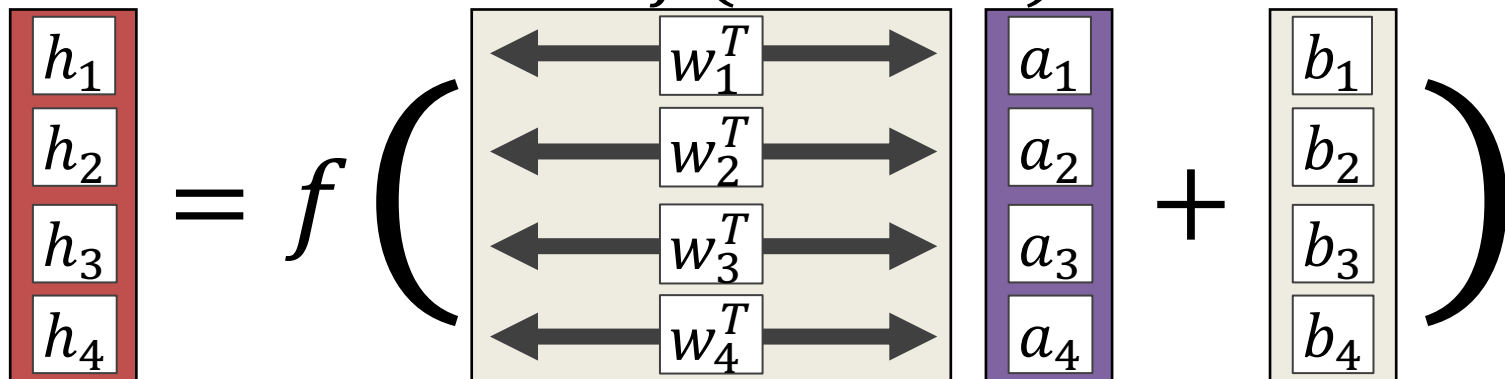 h₁ w₁ᵀ a₁ b₁
h₂ w₂ᵀ a₂ b₂
= f ( + )
h₃ w₃ᵀ a₃ b₃
h₄ w₄ᵀ a₄ b₄